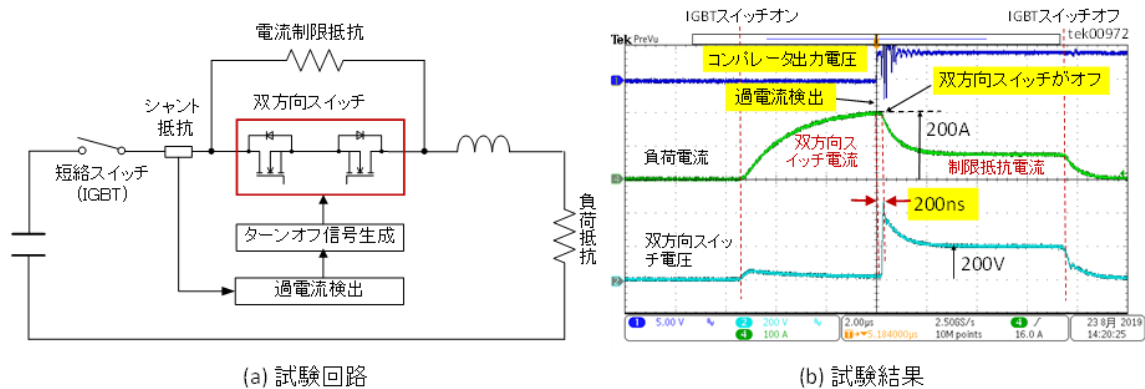 電流制限抵抗
シャント
抵抗
双方向スイッチ
短絡スイッチ
(IGBT)
ターンオフ信号生成
過電流検出
負荷抵抗
(a) 試験回路
IGBTスイッチオン
IGBTスイッチオフ
Tek PreVu
tek00972
コンパレータ出力電圧
双方向スイッチがオフ
過電流検出
200A
負荷電流
双方向ス
イッチ電流
制限抵抗電流
200ns
双方向スイッ
チ電圧
200V
1 5.00 V
2 200 V
4 100 A
2.00μs
5.184000μs
2.50GS/s
10M points
4
16.0 A
23 8月 2019
14:20:25
(b) 試験結果